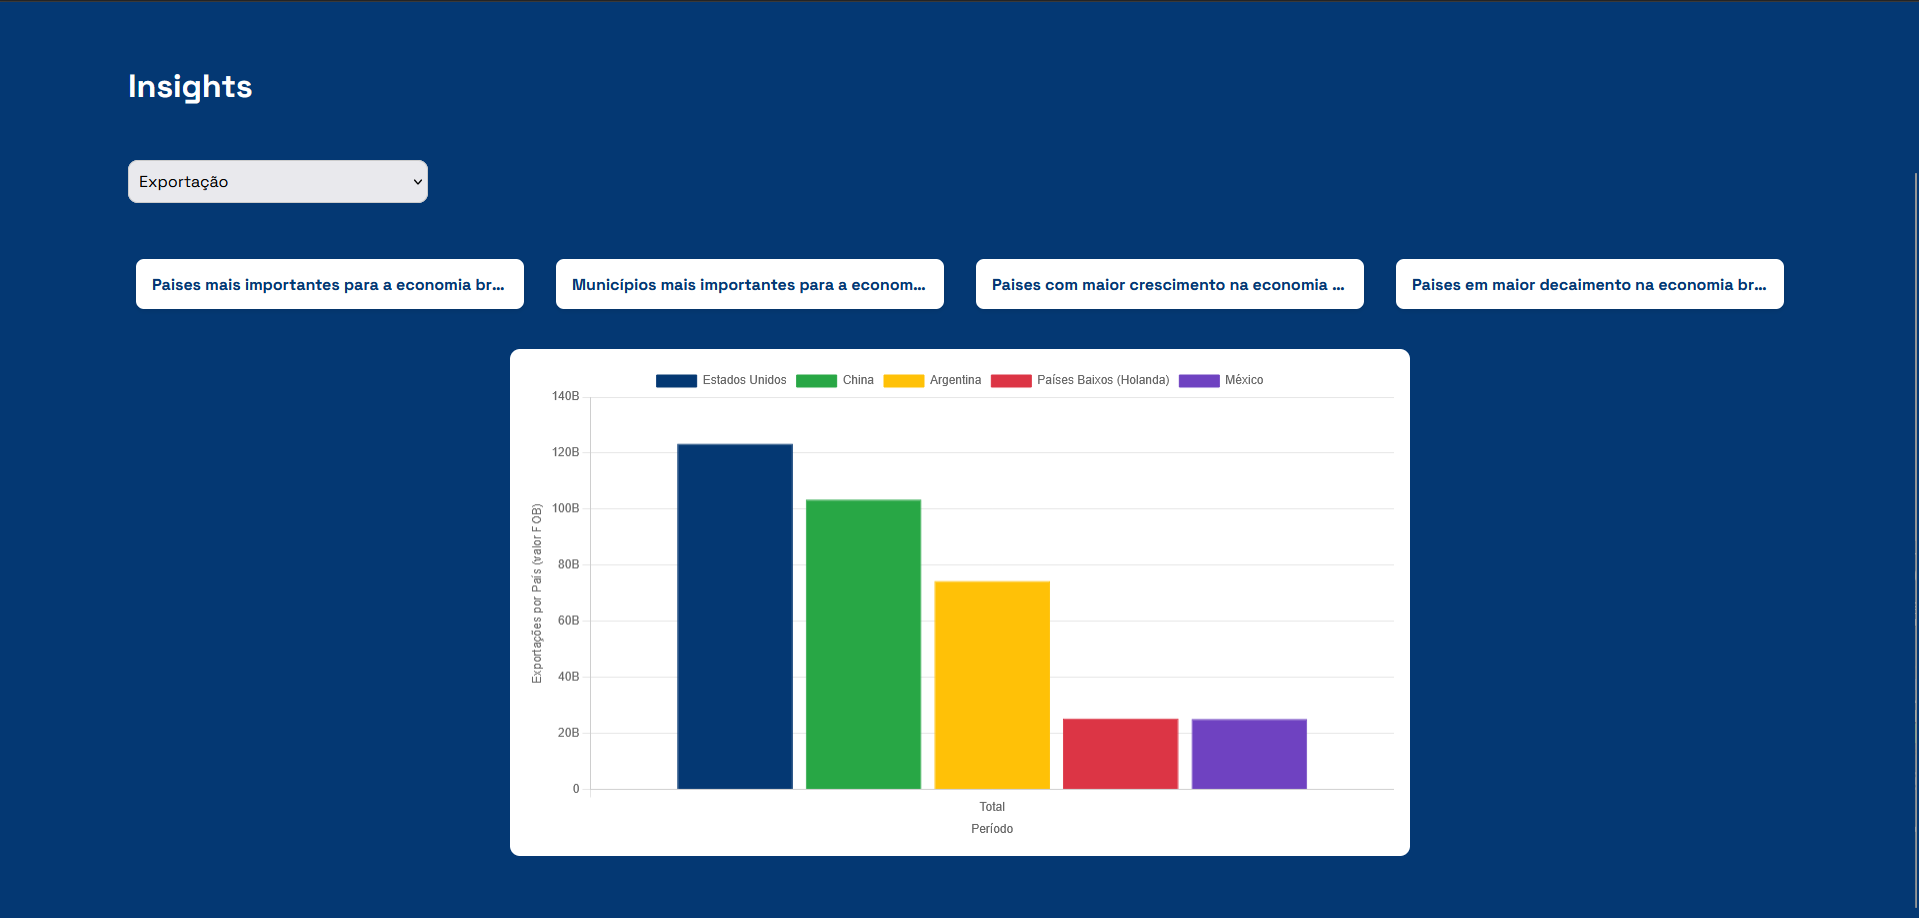 Insights
Exportação
Paises mais importantes para a economia br...
Municípios mais importantes para a econom...
Paises com maior crescimento na economia ...
Paises em maior decaimento na economia br...
Estados Unidos China Argentina Países Baixos (Holanda) México
140B
120B
100B
80B
60B
40B
20B
0
Exportações por País (valor FOB)
Total
Período